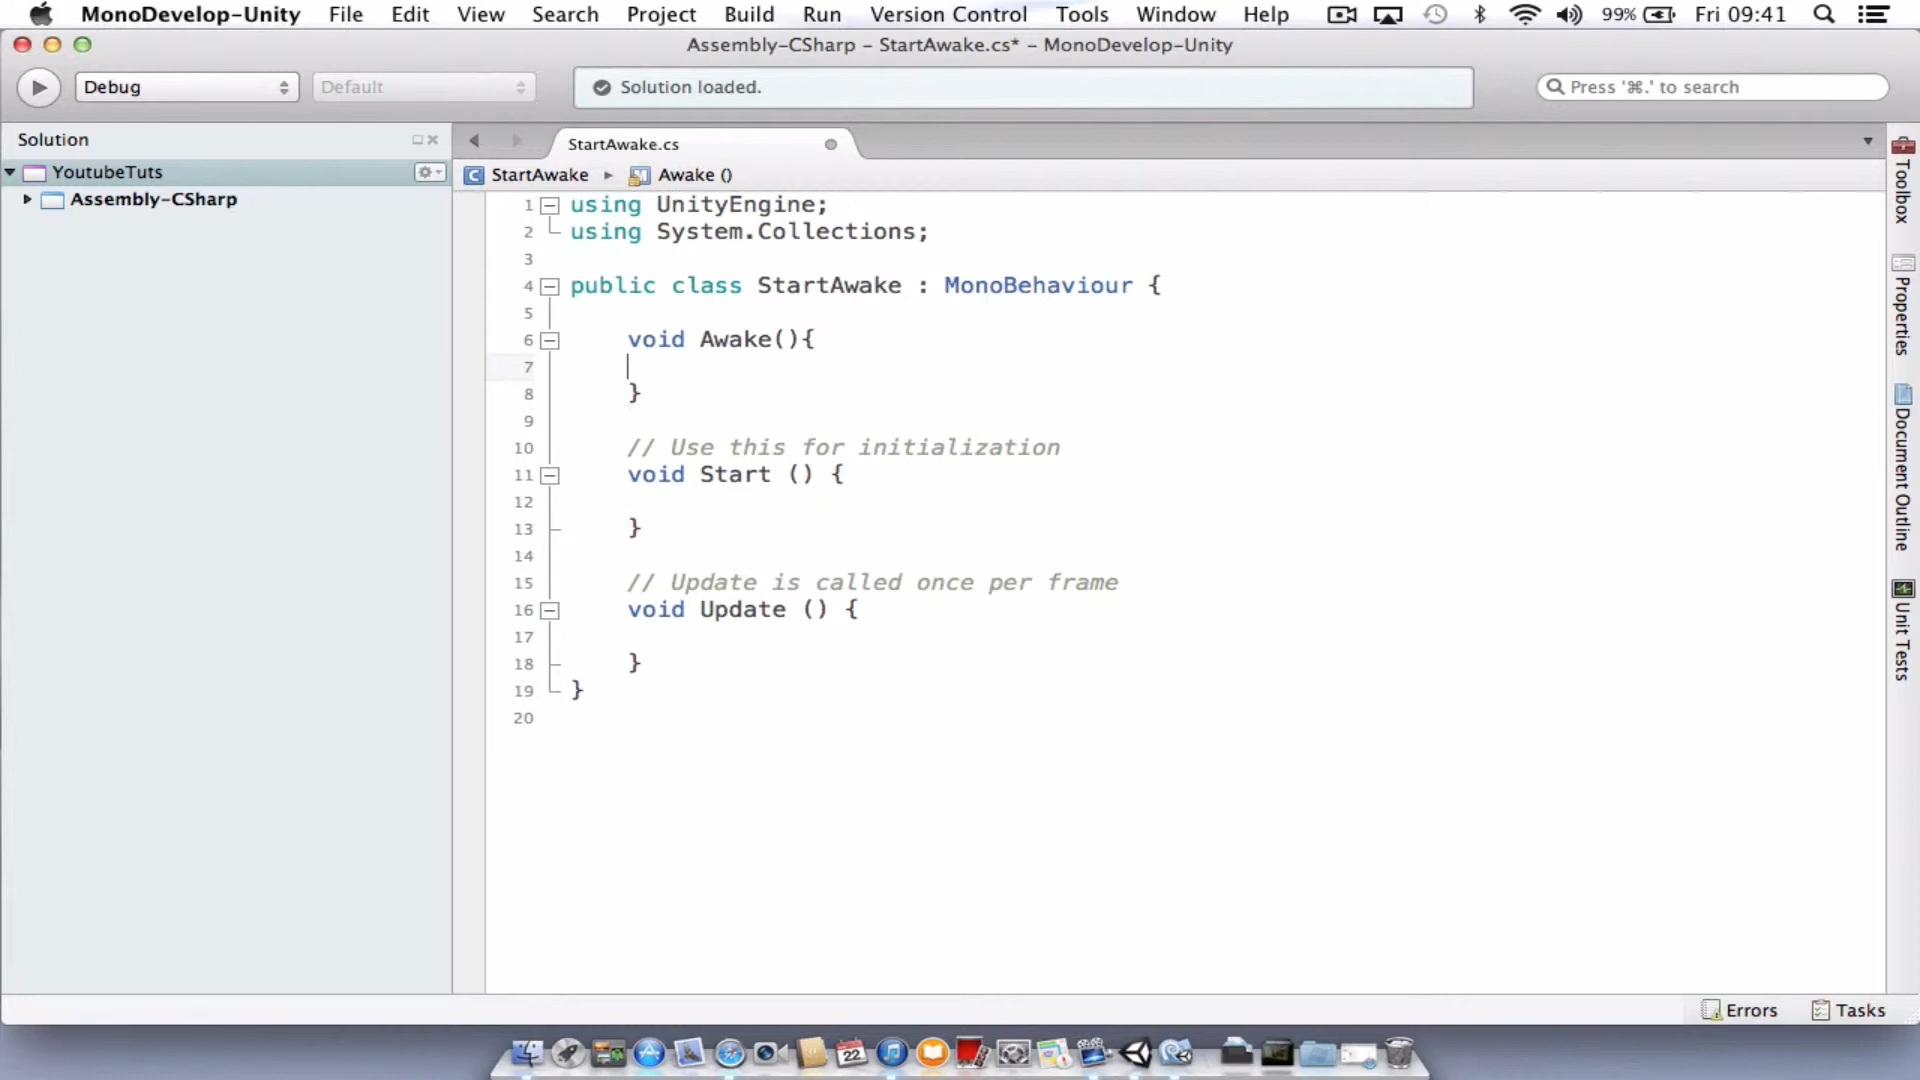 MonoDevelop-Unity File Edit View Search Project Build Run Version Control Tools Window Help 99% Fri 09:41
Assembly-CSharp – StartAwake.cs* – MonoDevelop-Unity
Debug Default Solution loaded. Press '⌘.' to search
Solution StartAwake.cs
YoutubeTuts StartAwake Awake ()
Assembly-CSharp
1 using UnityEngine;
2 using System.Collections;
3
4 public class StartAwake : MonoBehaviour {
5
6 void Awake(){
7
8 }
9
10 // Use this for initialization
11 void Start () {
12
13 }
14
15 // Update is called once per frame
16 void Update () {
17
18 }
19 }
20
Toolbox
Properties
Document Outline
Unit Tests
Errors Tasks
22